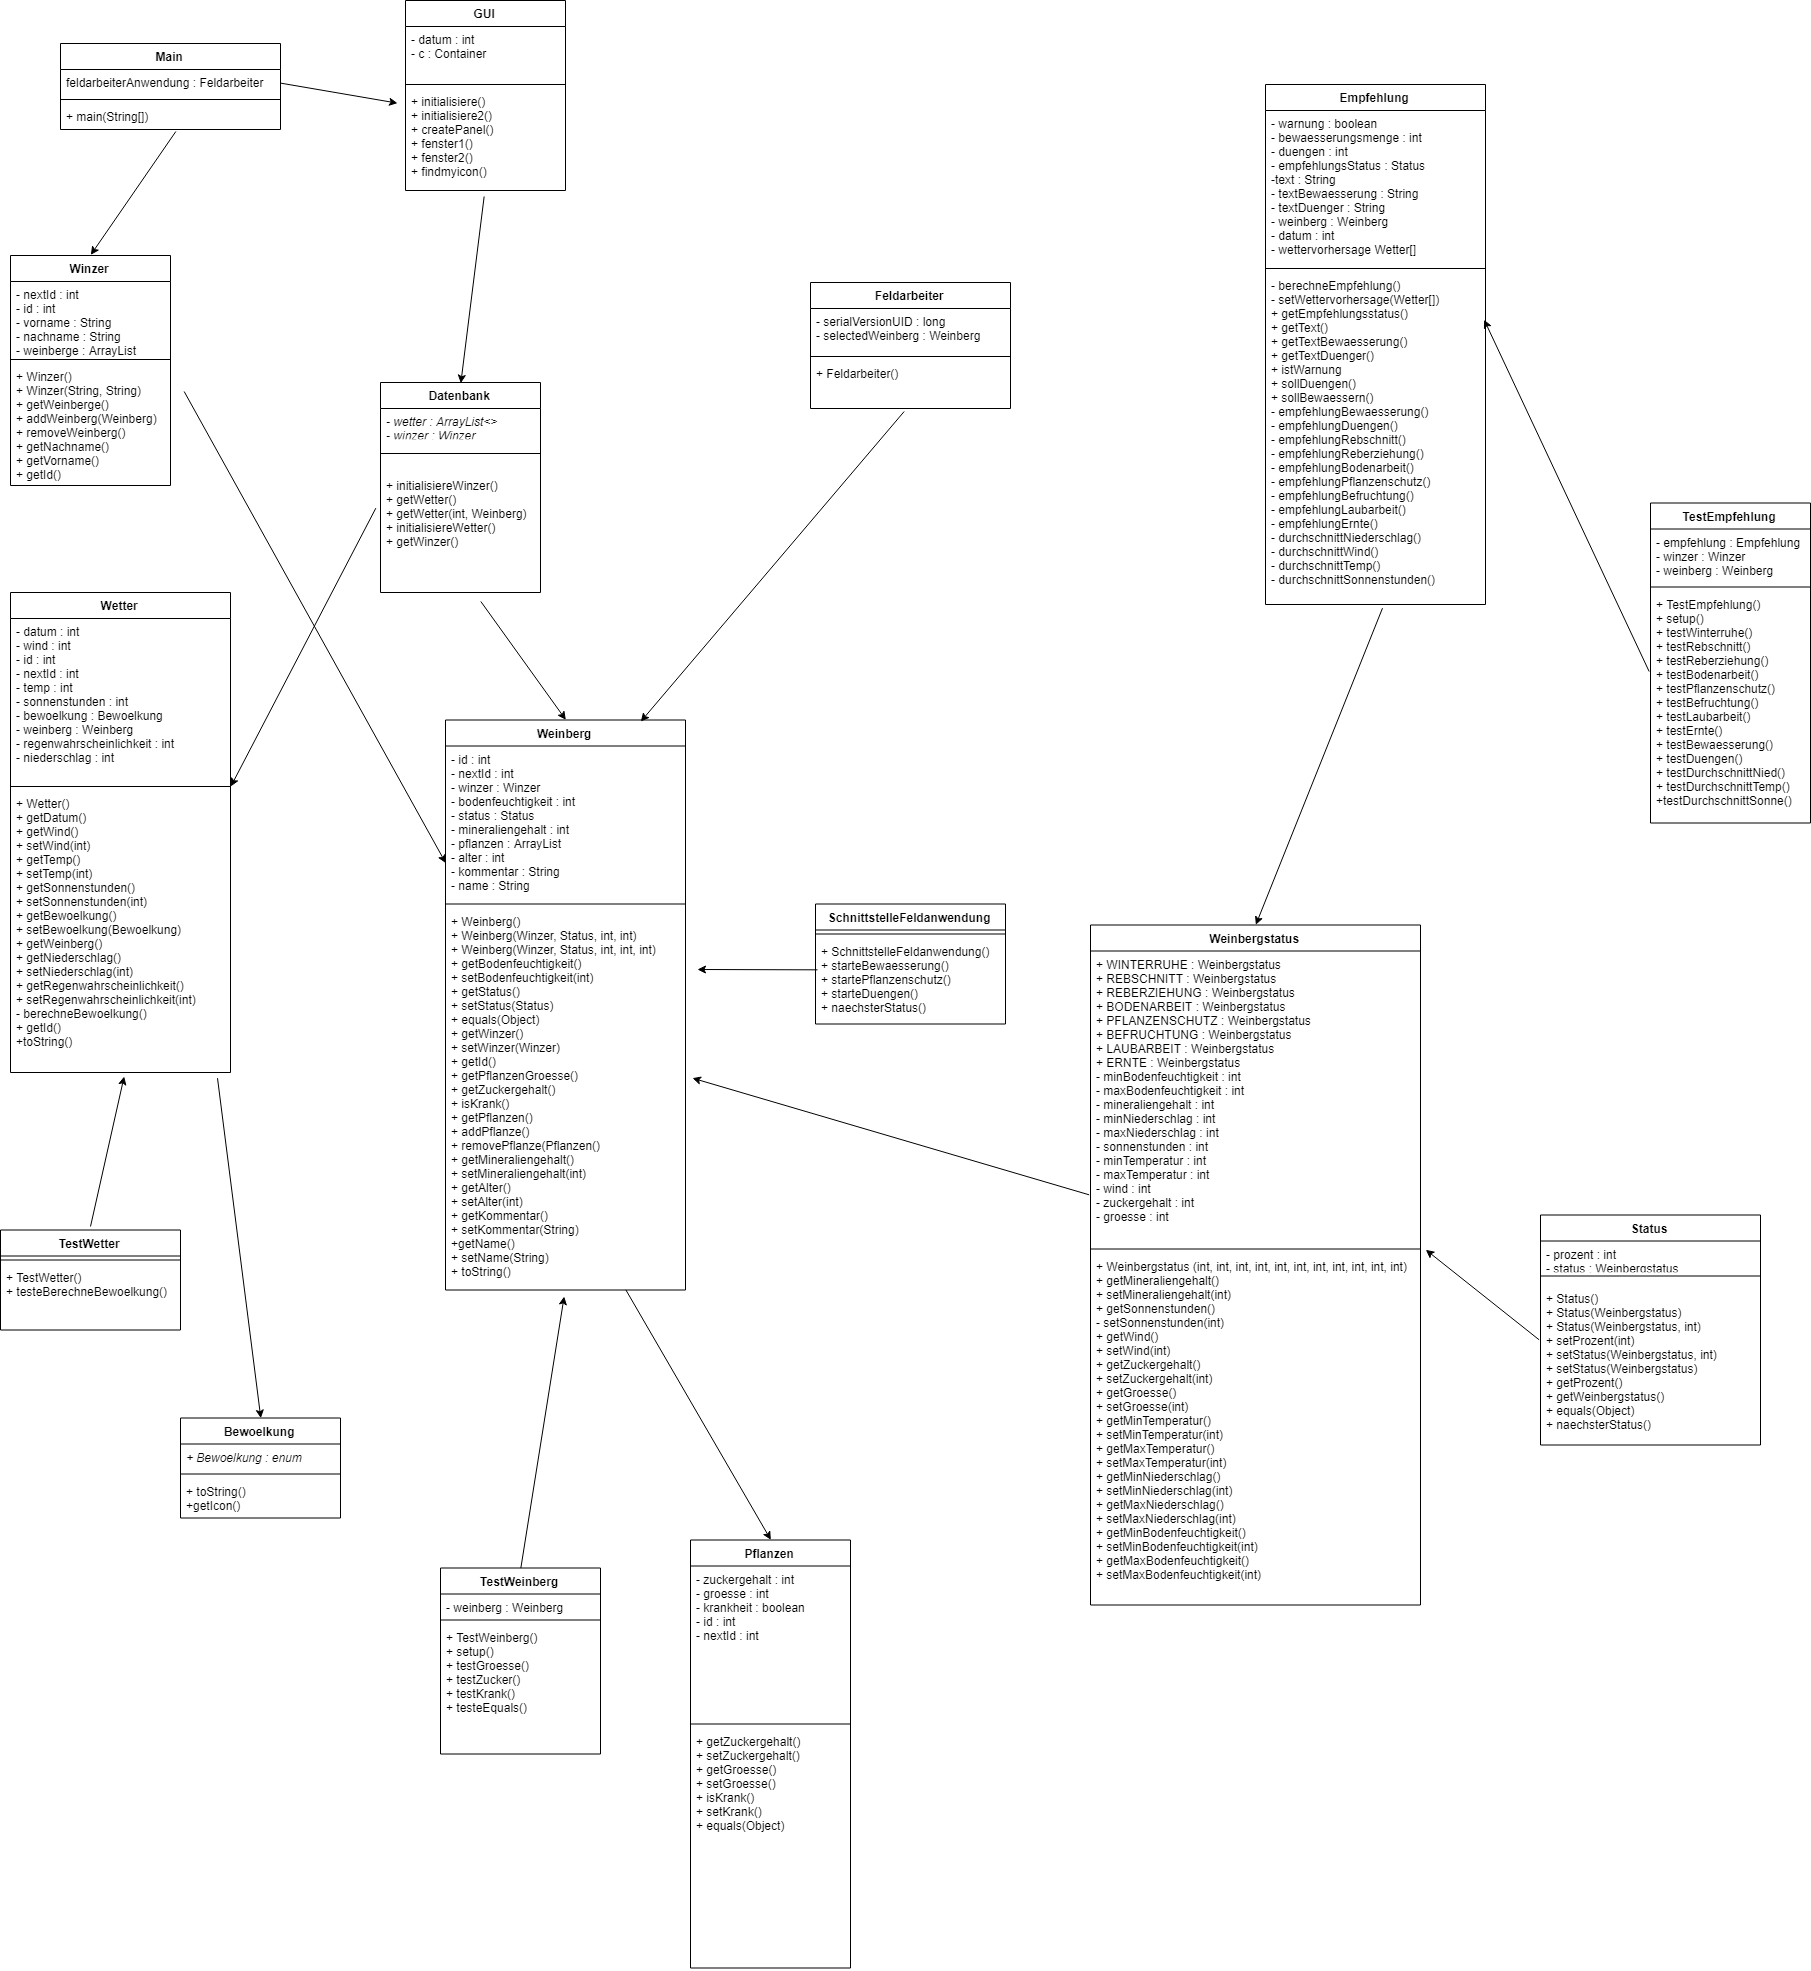 GUI
- datum : int
- c : Container
+ initialisiere()
+ initialisiere2()
+ createPanel()
+ fenster1()
+ fenster2()
+ findmyicon()
Main
feldarbeiterAnwendung : Feldarbeiter
+ main(String[])
Empfehlung
- warnung : boolean
- bewaesserungsmenge : int
- duengen : int
- empfehlungsStatus : Status
-text : String
- textBewaesserung : String
- textDuenger : String
- weinberg : Weinberg
- datum : int
- wettervorhersage Wetter[]
- berechneEmpfehlung()
- setWettervorhersage(Wetter[])
+ getEmpfehlungsstatus()
+ getText()
+ getTextBewaesserung()
+ getTextDuenger()
+ istWarnung
+ sollDuengen()
+ sollBewaessern()
- empfehlungBewaesserung()
- empfehlungDuengen()
- empfehlungRebschnitt()
- empfehlungReberziehung()
- empfehlungBodenarbeit()
- empfehlungPflanzenschutz()
- empfehlungBefruchtung()
- empfehlungLaubarbeit()
- empfehlungErnte()
- durchschnittNiederschlag()
- durchschnittWind()
- durchschnittTemp()
- durchschnittSonnenstunden()
Winzer
- nextId : int
- id : int
- vorname : String
- nachname : String
- weinberge : ArrayList
+ Winzer()
+ Winzer(String, String)
+ getWeinberge()
+ addWeinberg(Weinberg)
+ removeWeinberg()
+ getNachname()
+ getVorname()
+ getId()
Feldarbeiter
- serialVersionUID : long
- selectedWeinberg : Weinberg
+ Feldarbeiter()
Datenbank
- wetter : ArrayList<>
- winzer : Winzer
+ initialisiereWinzer()
+ getWetter()
+ getWetter(int, Weinberg)
+ initialisiereWetter()
+ getWinzer()
TestEmpfehlung
- empfehlung : Empfehlung
- winzer : Winzer
- weinberg : Weinberg
+ TestEmpfehlung()
+ setup()
+ testWinterruhe()
+ testRebschnitt()
+ testReberziehung()
+ testBodenarbeit()
+ testPflanzenschutz()
+ testBefruchtung()
+ testLaubarbeit()
+ testErnte()
+ testBewaesserung()
+ testDuengen()
+ testDurchschnittNied()
+ testDurchschnittTemp()
+testDurchschnittSonne()
Wetter
- datum : int
- wind : int
- id : int
- nextId : int
- temp : int
- sonnenstunden : int
- bewoelkung : Bewoelkung
- weinberg : Weinberg
- regenwahrscheinlichkeit : int
- niederschlag : int
+ Wetter()
+ getDatum()
+ getWind()
+ setWind(int)
+ getTemp()
+ setTemp(int)
+ getSonnenstunden()
+ setSonnenstunden(int)
+ getBewoelkung()
+ setBewoelkung(Bewoelkung)
+ getWeinberg()
+ getNiederschlag()
+ setNiederschlag(int)
+ getRegenwahrscheinlichkeit()
+ setRegenwahrscheinlichkeit(int)
- berechneBewoelkung()
+ getId()
+toString()
Weinberg
- id : int
- nextId : int
- winzer : Winzer
- bodenfeuchtigkeit : int
- status : Status
- mineraliengehalt : int
- pflanzen : ArrayList
- alter : int
- kommentar : String
- name : String
+ Weinberg()
+ Weinberg(Winzer, Status, int, int)
+ Weinberg(Winzer, Status, int, int, int)
+ getBodenfeuchtigkeit()
+ setBodenfeuchtigkeit(int)
+ getStatus()
+ setStatus(Status)
+ equals(Object)
+ getWinzer()
+ setWinzer(Winzer)
+ getId()
+ getPflanzenGroesse()
+ getZuckergehalt()
+ isKrank()
+ getPflanzen()
+ addPflanze()
+ removePflanze(Pflanzen()
+ getMineraliengehalt()
+ setMineraliengehalt(int)
+ getAlter()
+ setAlter(int)
+ getKommentar()
+ setKommentar(String)
+getName()
+ setName(String)
+ toString()
SchnittstelleFeldanwendung
+ SchnittstelleFeldanwendung()
+ starteBewaesserung()
+ startePflanzenschutz()
+ starteDuengen()
+ naechsterStatus()
Weinbergstatus
+ WINTERRUHE : Weinbergstatus
+ REBSCHNITT : Weinbergstatus
+ REBERZIEHUNG : Weinbergstatus
+ BODENARBEIT : Weinbergstatus
+ PFLANZENSCHUTZ : Weinbergstatus
+ BEFRUCHTUNG : Weinbergstatus
+ LAUBARBEIT : Weinbergstatus
+ ERNTE : Weinbergstatus
- minBodenfeuchtigkeit : int
- maxBodenfeuchtigkeit : int
- mineraliengehalt : int
- minNiederschlag : int
- maxNiederschlag : int
- sonnenstunden : int
- minTemperatur : int
- maxTemperatur : int
- wind : int
- zuckergehalt : int
- groesse : int
+ Weinbergstatus (int, int, int, int, int, int, int, int, int, int, int)
+ getMineraliengehalt()
+ setMineraliengehalt(int)
+ getSonnenstunden()
- setSonnenstunden(int)
+ getWind()
+ setWind(int)
+ getZuckergehalt()
+ setZuckergehalt(int)
+ getGroesse()
+ setGroesse(int)
+ getMinTemperatur()
+ setMinTemperatur(int)
+ getMaxTemperatur()
+ setMaxTemperatur(int)
+ getMinNiederschlag()
+ setMinNiederschlag(int)
+ getMaxNiederschlag()
+ setMaxNiederschlag(int)
+ getMinBodenfeuchtigkeit()
+ setMinBodenfeuchtigkeit(int)
+ getMaxBodenfeuchtigkeit()
+ setMaxBodenfeuchtigkeit(int)
Status
- prozent : int
- status : Weinbergstatus
+ Status()
+ Status(Weinbergstatus)
+ Status(Weinbergstatus, int)
+ setProzent(int)
+ setStatus(Weinbergstatus, int)
+ setStatus(Weinbergstatus)
+ getProzent()
+ getWeinbergstatus()
+ equals(Object)
+ naechsterStatus()
TestWetter
+ TestWetter()
+ testeBerechneBewoelkung()
Bewoelkung
+ Bewoelkung : enum
+ toString()
+getIcon()
TestWeinberg
- weinberg : Weinberg
+ TestWeinberg()
+ setup()
+ testGroesse()
+ testZucker()
+ testKrank()
+ testeEquals()
Pflanzen
- zuckergehalt : int
- groesse : int
- krankheit : boolean
- id : int
- nextId : int
+ getZuckergehalt()
+ setZuckergehalt()
+ getGroesse()
+ setGroesse()
+ isKrank()
+ setKrank()
+ equals(Object)